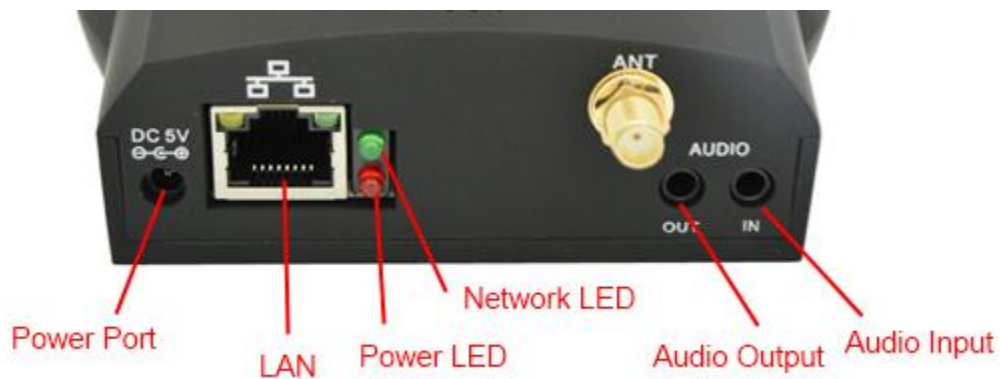 ANT
DC 5V
AUDIO
OUT
IN
Network LED
Power Port
LAN
Power LED
Audio Output
Audio Input